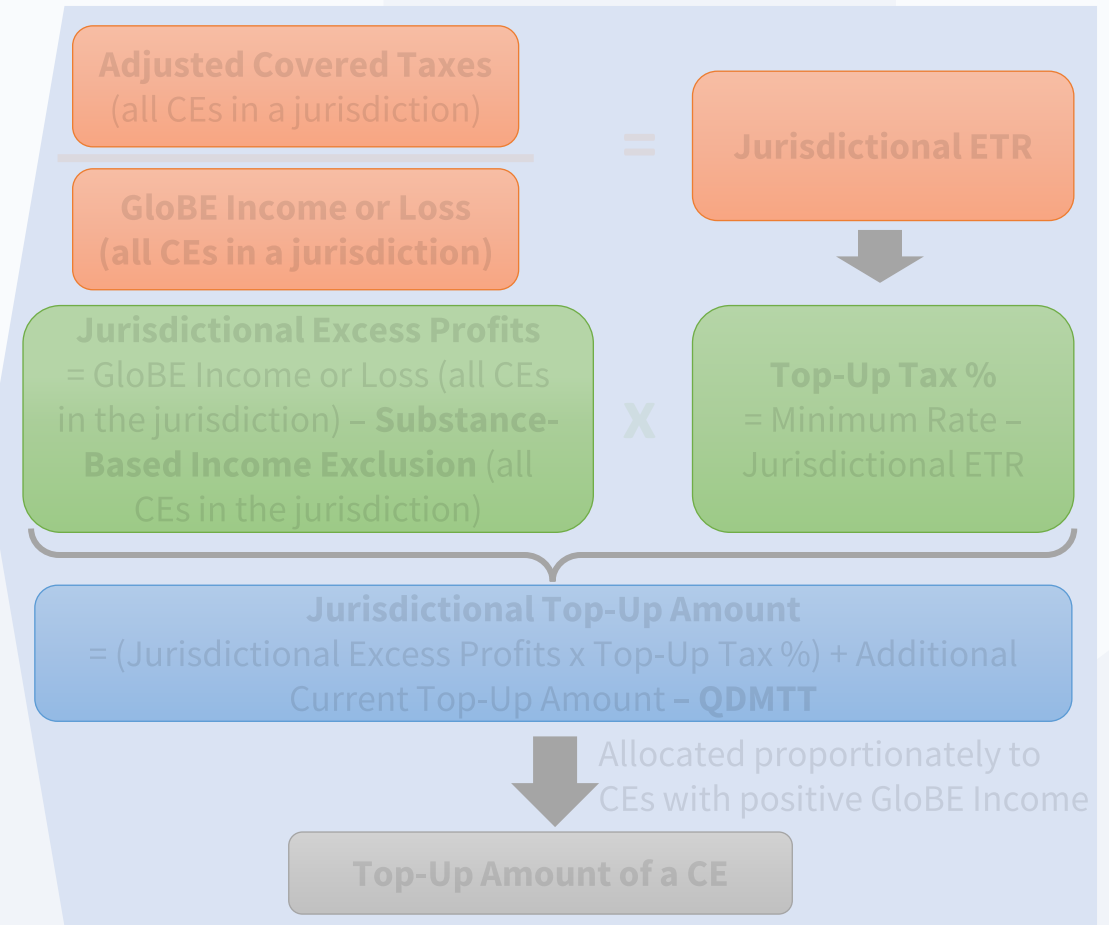 Adjusted Covered Taxes
(all CEs in a jurisdiction)
=
Jurisdictional ETR
GloBE Income or Loss
(all CEs in a jurisdiction)
Jurisdictional Excess Profits
= GloBE Income or Loss (all CEs
in the jurisdiction) – Substance-
Based Income Exclusion (all
CEs in the jurisdiction)
x
Top-Up Tax %
= Minimum Rate –
Jurisdictional ETR
Jurisdictional Top-Up Amount
= (Jurisdictional Excess Profits x Top-Up Tax %) + Additional
Current Top-Up Amount – QDMTT
Allocated proportionately to
CEs with positive GloBE Income
Top-Up Amount of a CE